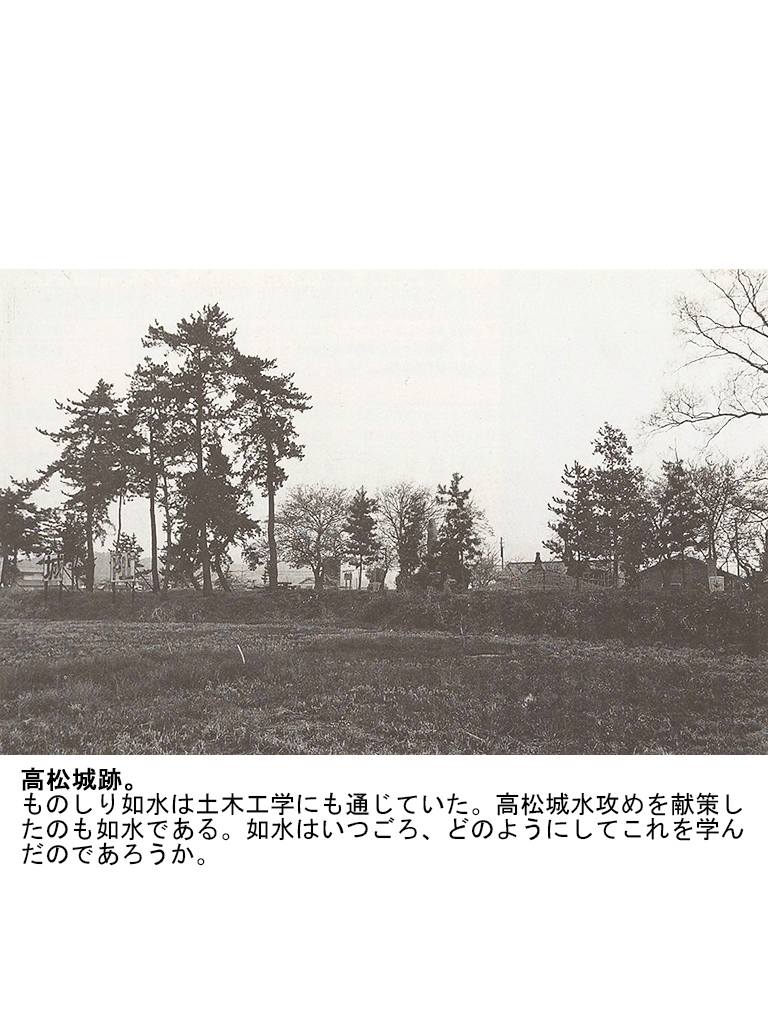 高松城跡。
ものしり如水は土木工学にも通じていた。高松城水攻めを献策し
たのも如水である。如水はいつごろ、どのようにしてこれを学ん
だのであろうか。